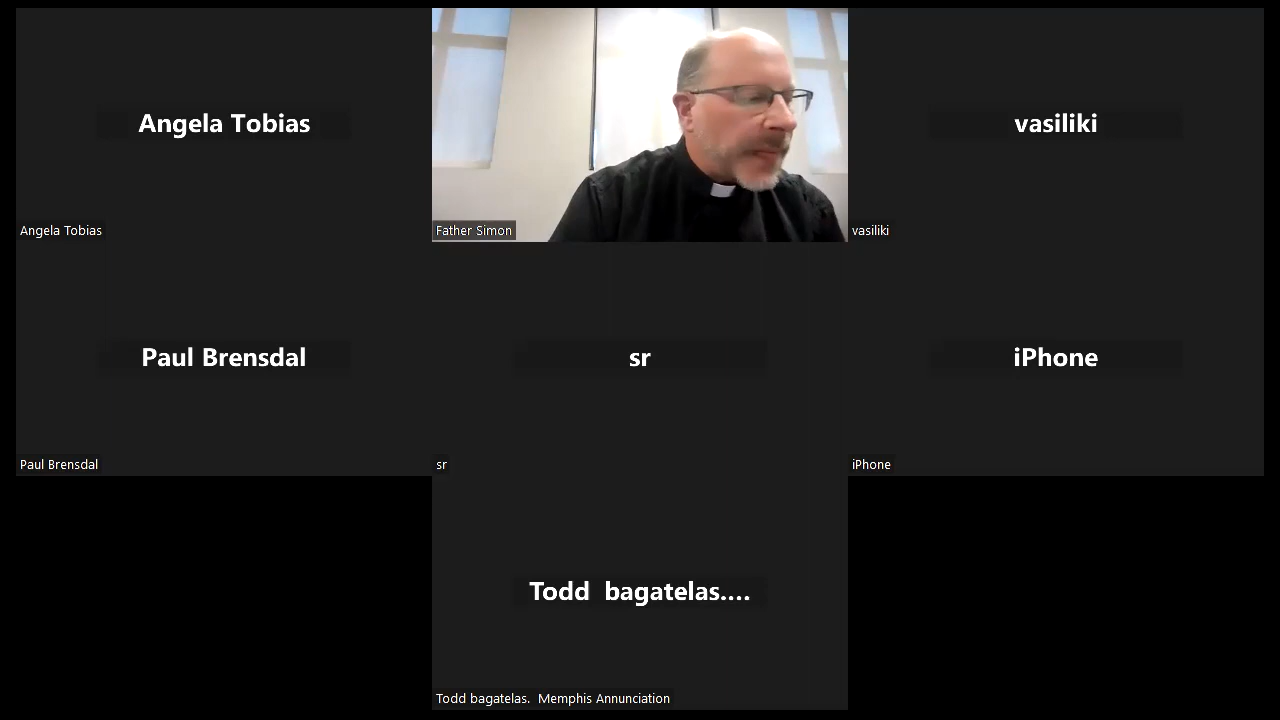 Angela Tobias
Angela Tobias
Father Simon
vasiliki
vasiliki
Paul Brensdal
Paul Brensdal
sr
sr
iPhone
iPhone
Todd  bagatelas....
Todd bagatelas.  Memphis Annunciation